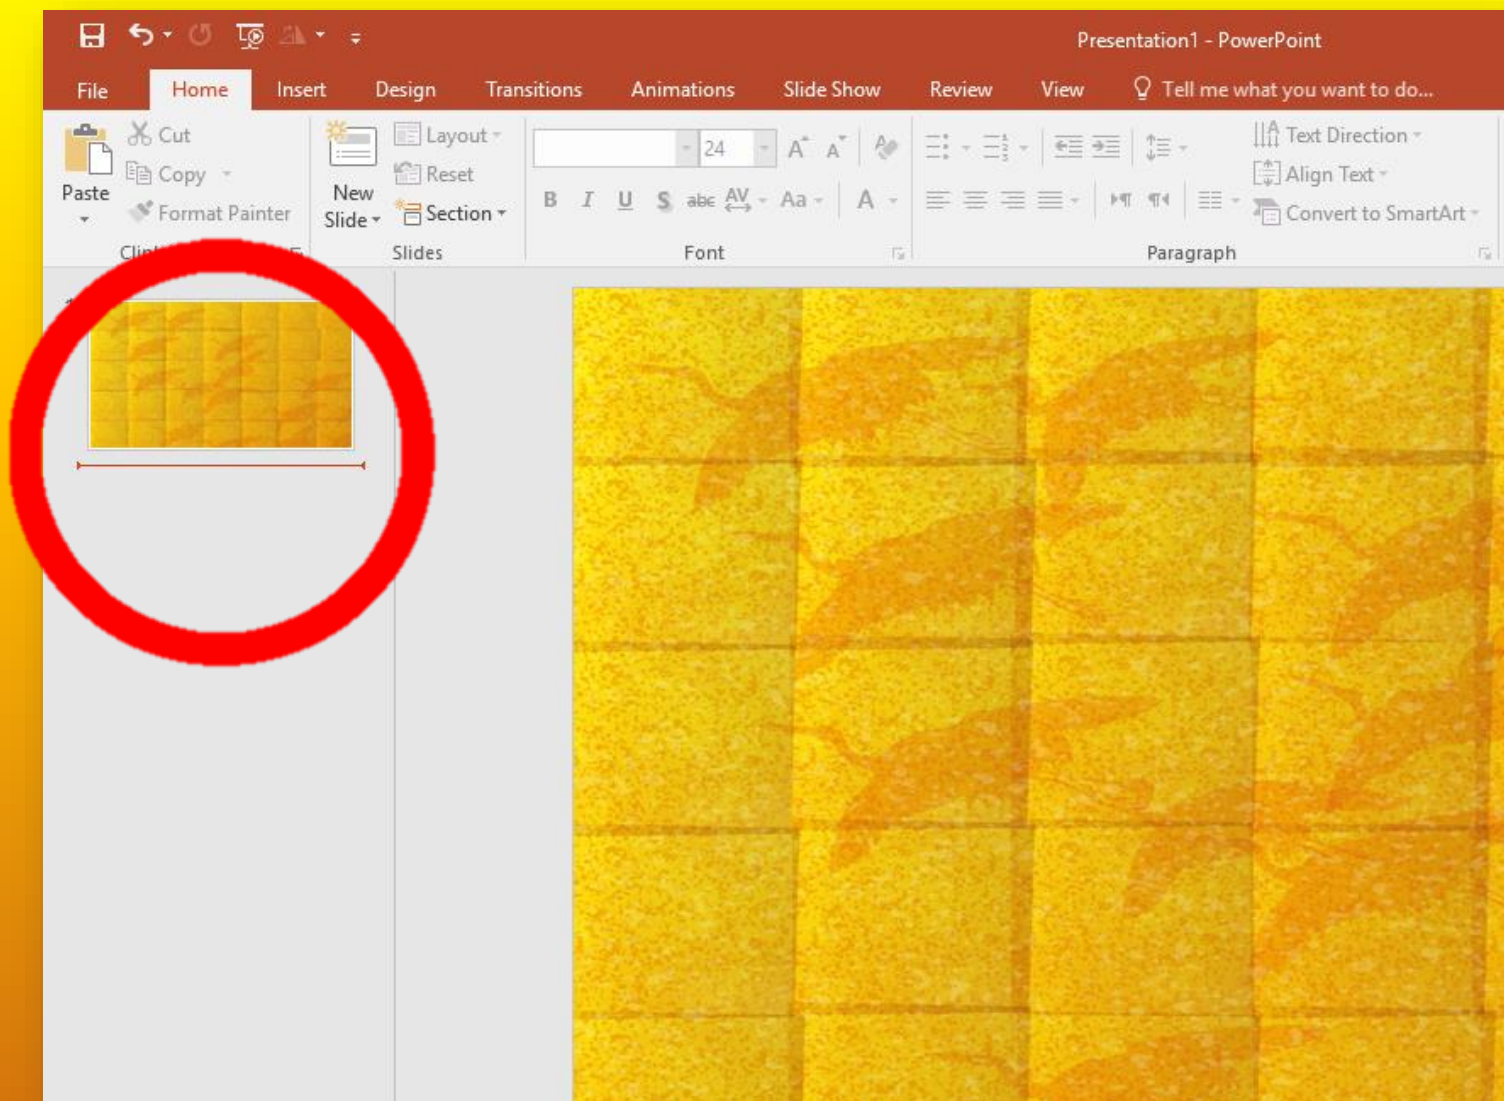 Presentation1 - PowerPoint
File Home Insert Design Transitions Animations Slide Show Review View Tell me what you want to do...
Cut Layout 24 A A Text Direction
Copy Reset Align Text
Paste New
Format Painter Slide Section B I U S abc AV Aa A Convert to SmartArt
Slides Font Paragraph